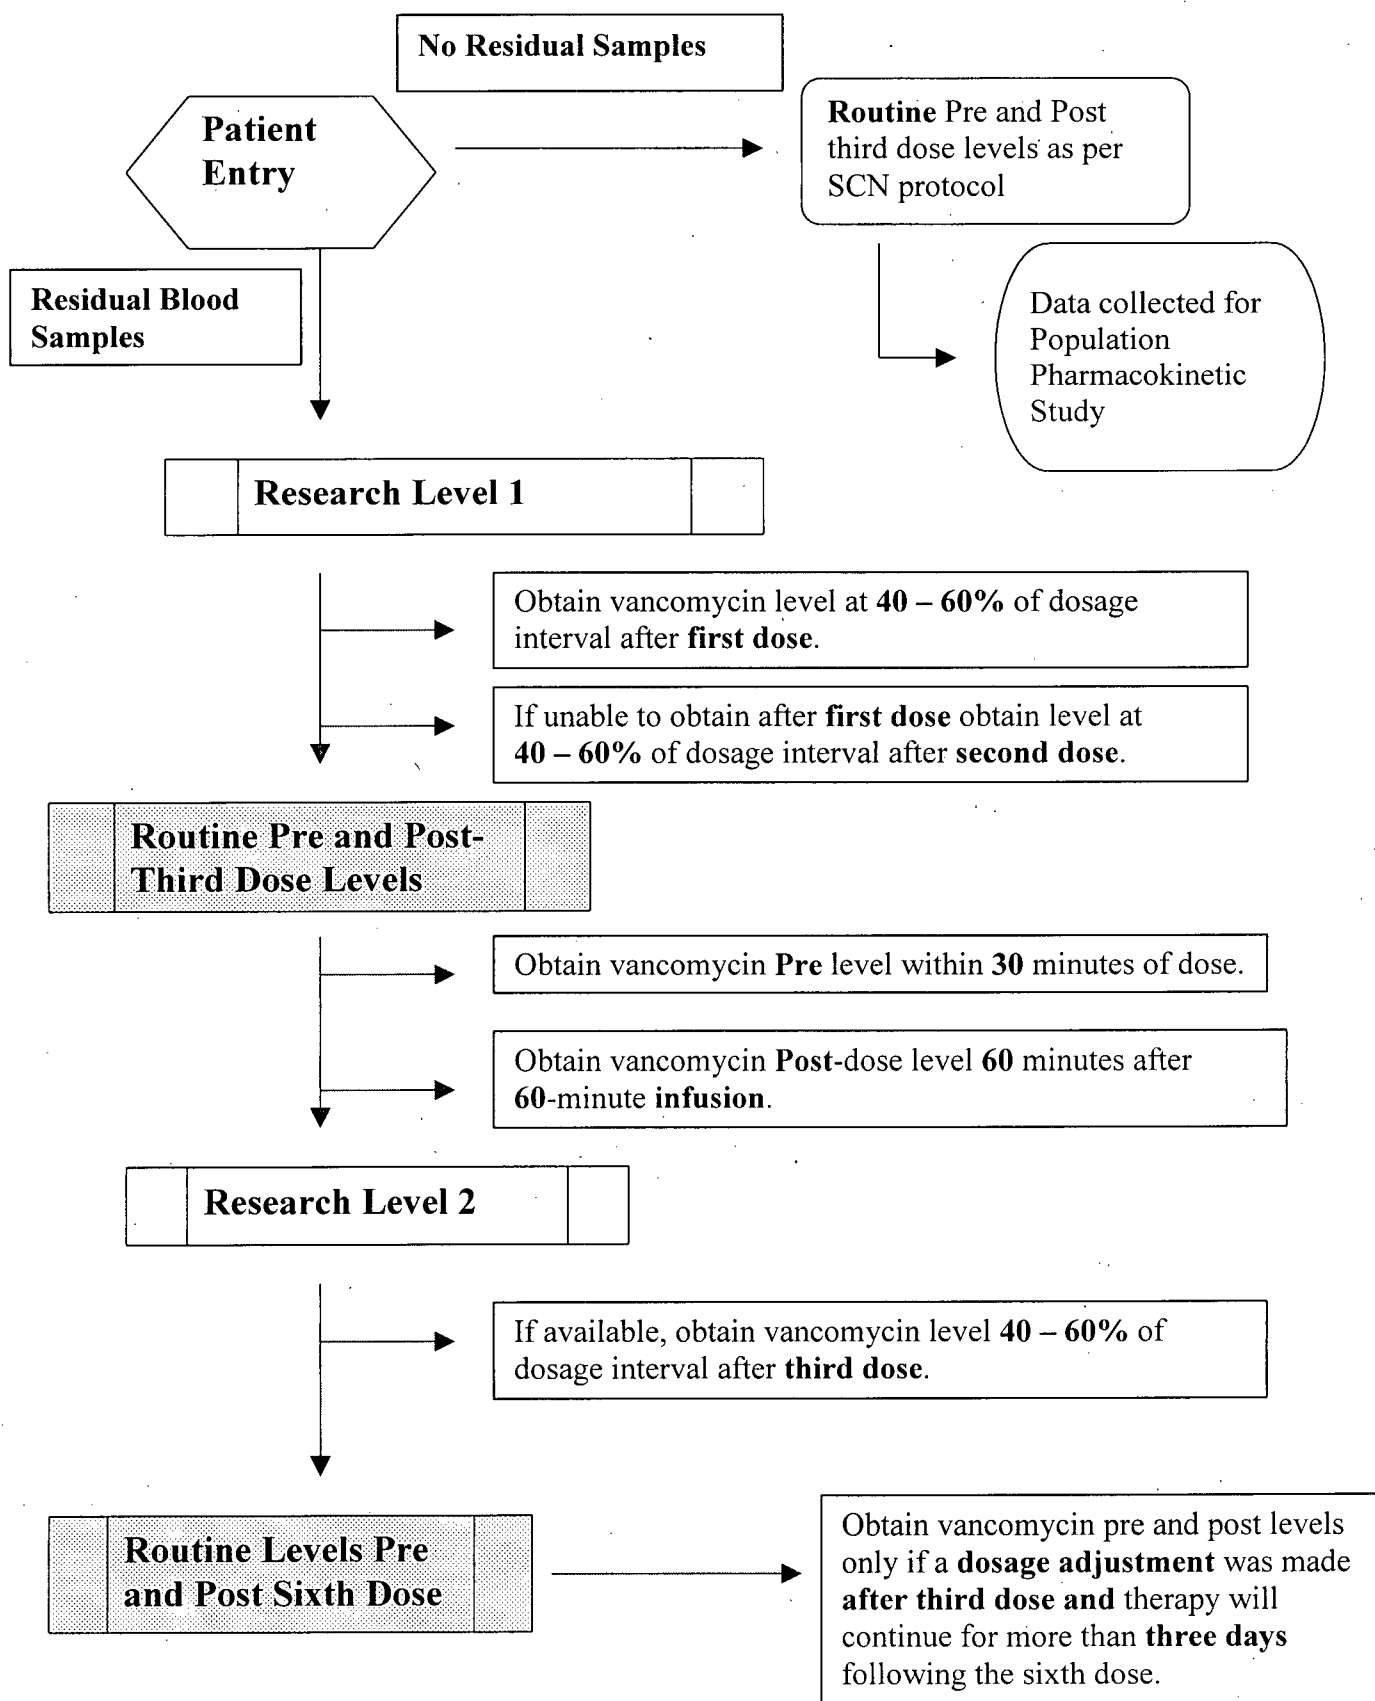 No Residual Samples
Patient
Entry
Routine Pre and Post
third dose levels as per
SCN protocol
Residual Blood
Samples
Data collected for
Population
Pharmacokinetic
Study
Research Level 1
Obtain vancomycin level at 40 – 60% of dosage
interval after first dose.
If unable to obtain after first dose obtain level at
40 – 60% of dosage interval after second dose.
Routine Pre and Post-
Third Dose Levels
Obtain vancomycin Pre level within 30 minutes of dose.
Obtain vancomycin Post-dose level 60 minutes after
60-minute infusion.
Research Level 2
If available, obtain vancomycin level 40 – 60% of
dosage interval after third dose.
Routine Levels Pre
and Post Sixth Dose
Obtain vancomycin pre and post levels
only if a dosage adjustment was made
after third dose and therapy will
continue for more than three days
following the sixth dose.